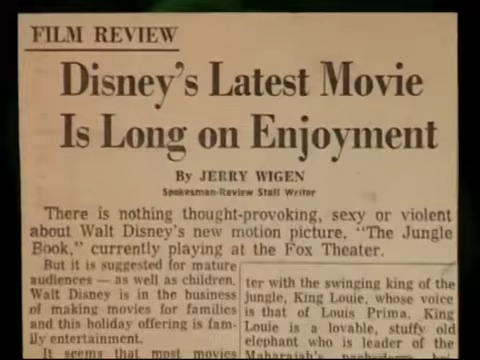 FILM REVIEW
Disney's Latest Movie
Is Long on Enjoyment
By JERRY WIGEN
Spokesman-Review Staff Writer
There is nothing thought-provoking, sexy or violent
about Walt Disney's new motion picture, "The Jungle
Book," currently playing at the Fox Theater.
But it is suggested for mature
audiences — as well as children.
Walt Disney is in the business
of making movies for families
and this holiday offering is fam-
ily entertainment.
It seems that most movies
ter with the swinging king of the
jungle, King Louie, whose voice
is that of Louis Prima. King
Louie is a lovable, stuffy old
elephant who is leader of the